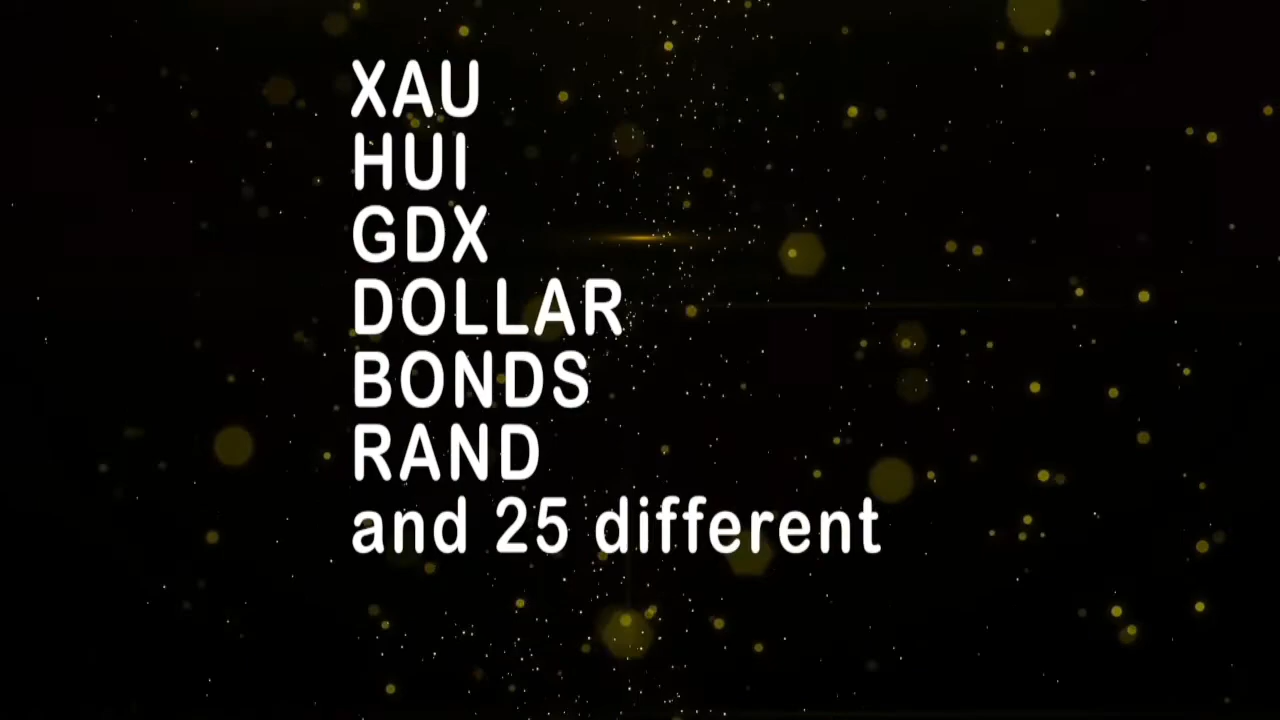 XAU
HUI
GDX
DOLLAR
BONDS
RAND
and 25 different